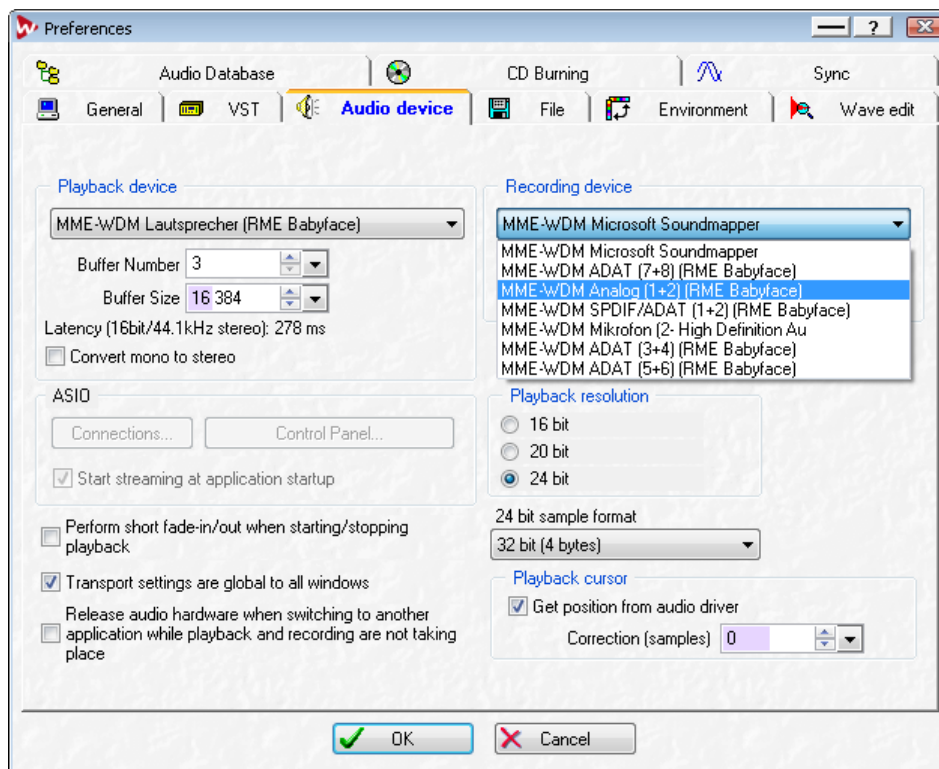 Preferences
?
Audio Database
CD Burning
Sync
General
VST
Audio device
File
Environment
Wave edit
Playback device
MME-WDM Lautsprecher (RME Babyface)
Buffer Number 3
Buffer Size 16 384
Latency (16bit/44.1kHz stereo): 278 ms
Convert mono to stereo
Recording device
MME-WDM Microsoft Soundmapper
MME-WDM Microsoft Soundmapper
MME-WDM ADAT (7+8) (RME Babyface)
MME-WDM Analog (1+2) (RME Babyface)
MME-WDM SPDIF/ADAT (1+2) (RME Babyface)
MME-WDM Mikrofon (2- High Definition Au
MME-WDM ADAT (3+4) (RME Babyface)
MME-WDM ADAT (5+6) (RME Babyface)
ASIO
Connections...
Control Panel...
Start streaming at application startup
Playback resolution
16 bit
20 bit
24 bit
Perform short fade-in/out when starting/stopping
playback
Transport settings are global to all windows
Release audio hardware when switching to another
application while playback and recording are not taking
place
24 bit sample format
32 bit (4 bytes)
Playback cursor
Get position from audio driver
Correction (samples) 0
OK
Cancel